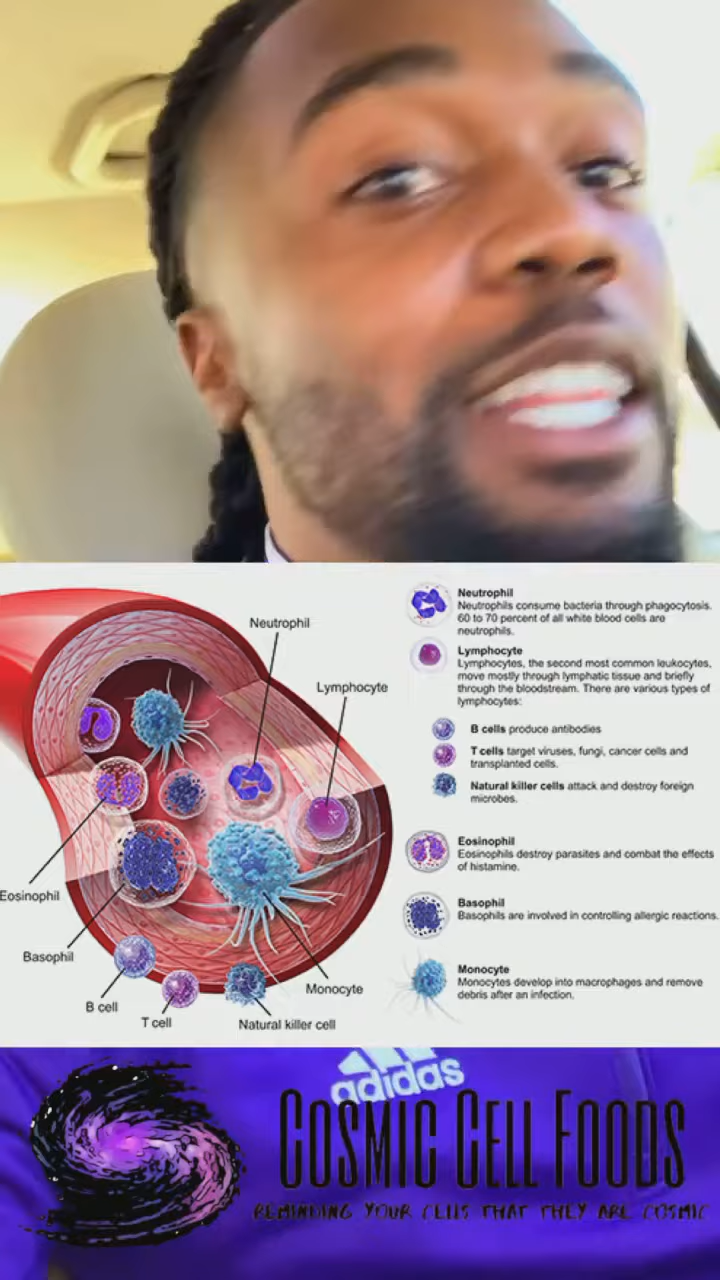 Neutrophil
Lymphocyte
Eosinophil
Basophil
B cell
T cell
Natural killer cell
Monocyte
Neutrophil
Neutrophils consume bacteria through phagocytosis.
60 to 70 percent of all white blood cells are
neutrophils.
Lymphocyte
Lymphocytes, the second most common leukocytes,
move mostly through lymphatic tissue and briefly
through the bloodstream. There are various types of
lymphocytes:
B cells produce antibodies
T cells target viruses, fungi, cancer cells and
transplanted cells.
Natural killer cells attack and destroy foreign
microbes.
Eosinophil
Eosinophils destroy parasites and combat the effects
of histamine.
Basophil
Basophils are involved in controlling allergic reactions.
Monocyte
Monocytes develop into macrophages and remove
debris after an infection.
adidas
COSMIC CELL FOODS
REMINDING YOUR CELLS THAT THEY ARE COSMIC